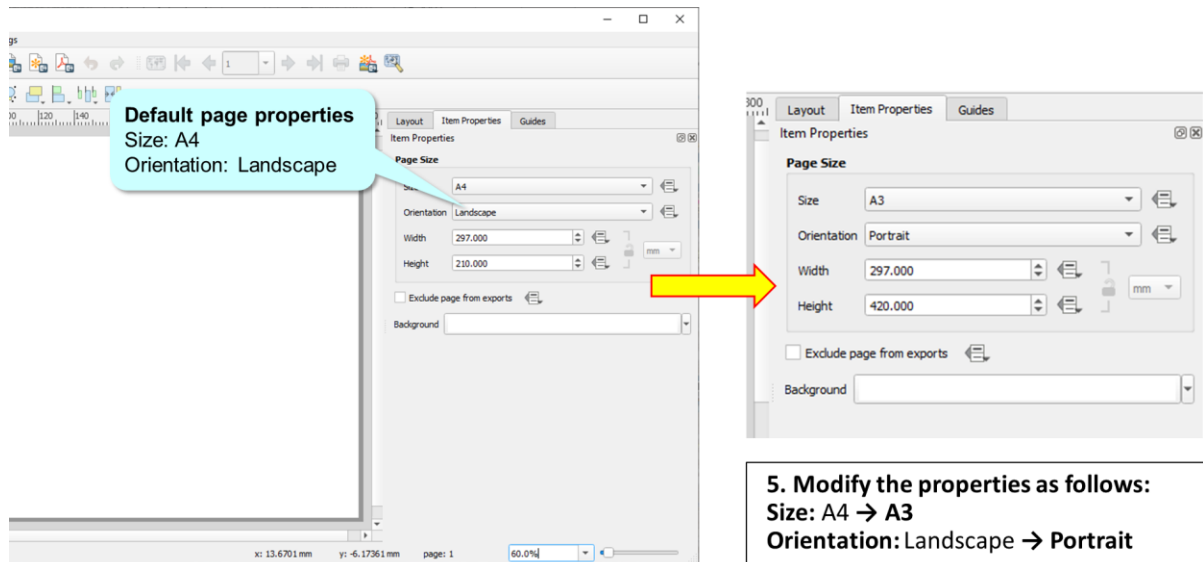 gs
1
120
140
Default page properties
Size: A4
Orientation: Landscape
Layout Item Properties Guides
Item Properties
Page Size
A4
Orientation Landscape
Width 297.000
mm
Height 210.000
Exclude page from exports
Background
x: 13.6701 mm y: -6.17361 mm page: 1 60.0%
300
Layout Item Properties Guides
Item Properties
Page Size
Size A3
Orientation Portrait
Width 297.000
mm
Height 420.000
Exclude page from exports
Background
5. Modify the properties as follows:
Size: A4 → A3
Orientation: Landscape → Portrait